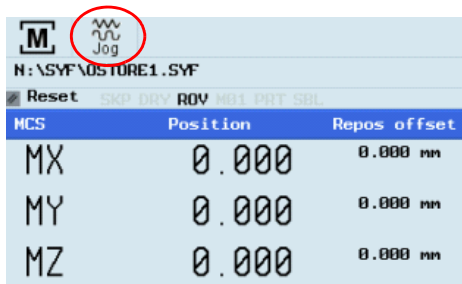 M
Jog
N:\SYF\OSTORE1.SYF
Reset SKP DRY ROV M01 PRT SBL
MCS Position Repos offset
MX 0.000 0.000 mm
MY 0.000 0.000 mm
MZ 0.000 0.000 mm